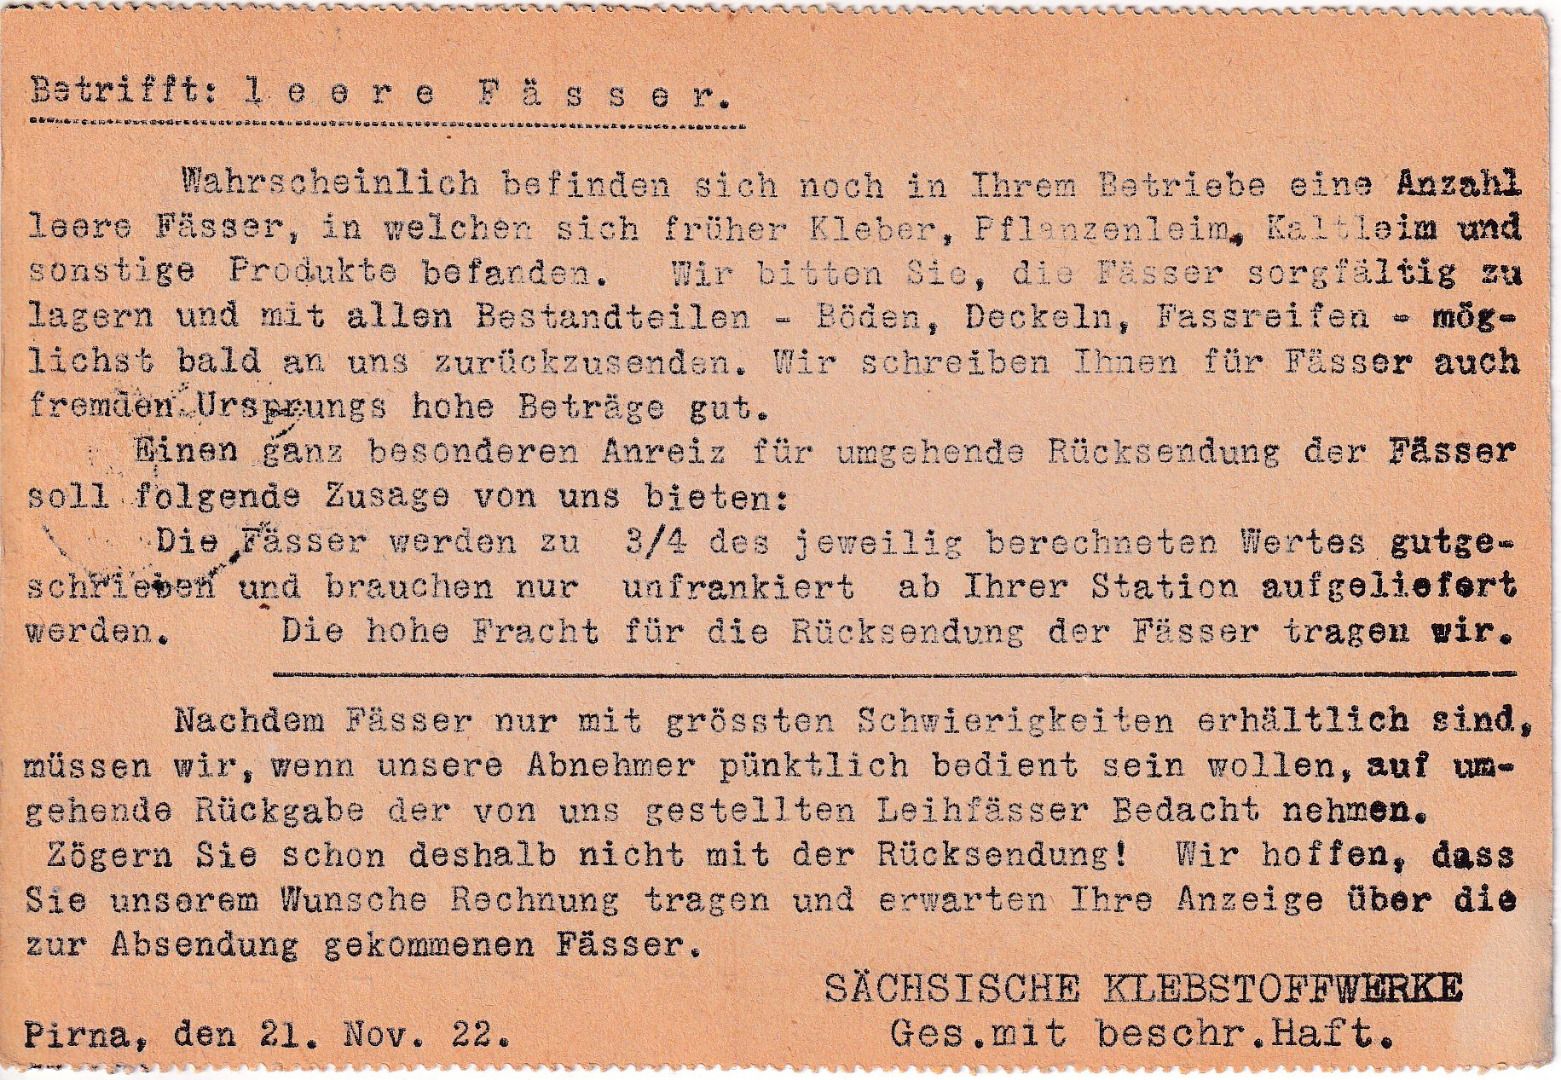 Betrifft: l e e r e  F ä s s e r.
Wahrscheinlich befinden sich noch in Ihrem Betriebe eine Anzahl
leere Fässer, in welchen sich früher Kleber, Pflanzenleim, Kaltleim und
sonstige Produkte befanden. Wir bitten Sie, die Fässer sorgfältig zu
lagern und mit allen Bestandteilen - Böden, Deckeln, Fassreifen - mög-
lichst bald an uns zurückzusenden. Wir schreiben Ihnen für Fässer auch
fremden Ursprungs hohe Beträge gut.
Einen ganz besonderen Anreiz für umgehende Rücksendung der Fässer
soll folgende Zusage von uns bieten:
Die Fässer werden zu 3/4 des jeweilig berechneten Wertes gutge-
schrieben und brauchen nur unfrankiert ab Ihrer Station aufgeliefert
werden. Die hohe Fracht für die Rücksendung der Fässer tragen wir.
Nachdem Fässer nur mit grössten Schwierigkeiten erhältlich sind,
müssen wir, wenn unsere Abnehmer pünktlich bedient sein wollen, auf um-
gehende Rückgabe der von uns gestellten Leihfässer Bedacht nehmen.
Zögern Sie schon deshalb nicht mit der Rücksendung! Wir hoffen, dass
Sie unserem Wunsche Rechnung tragen und erwarten Ihre Anzeige über die
zur Absendung gekommenen Fässer.
SÄCHSISCHE KLEBSTOFFWERKE
Pirna, den 21. Nov. 22. Ges.mit beschr.Haft.